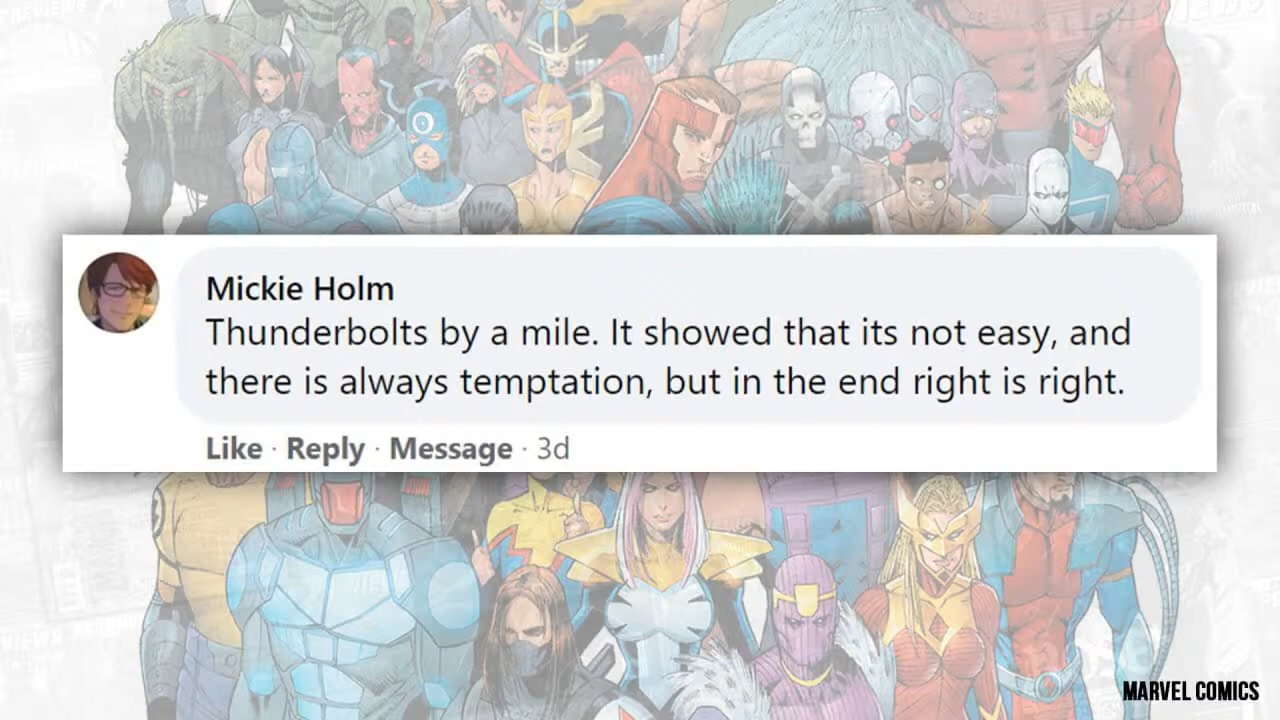 Mickie Holm
Thunderbolts by a mile. It showed that its not easy, and
there is always temptation, but in the end right is right.
Like · Reply · Message · 3d
MARVEL COMICS